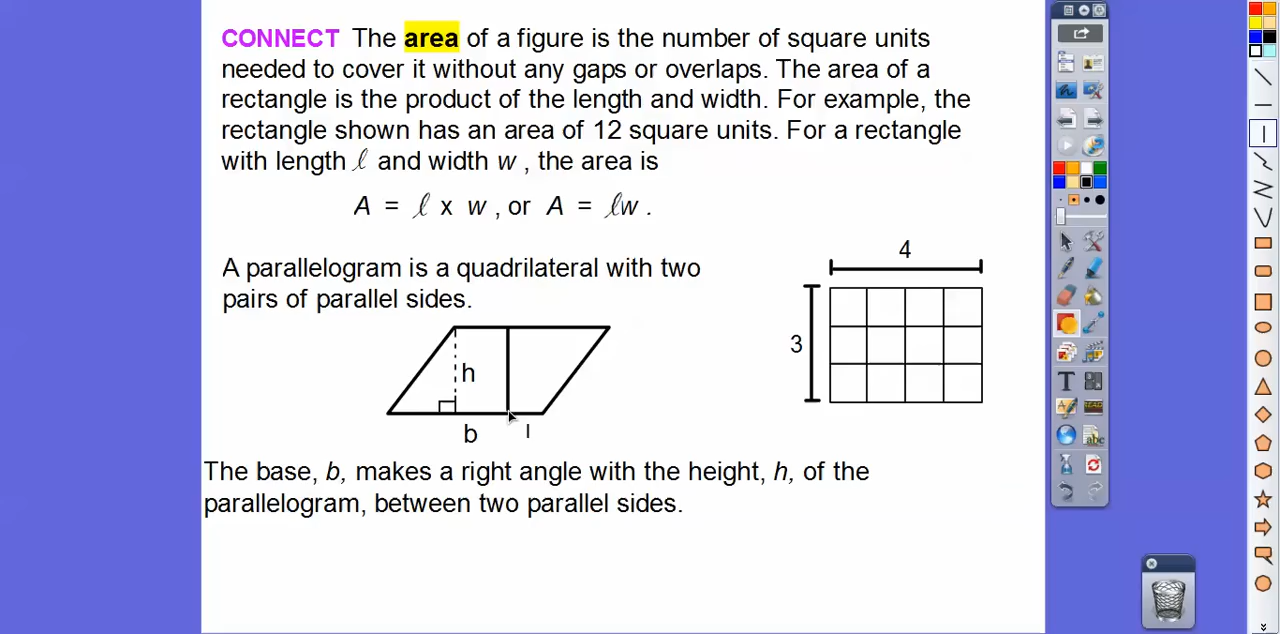 CONNECT The area of a figure is the number of square units
needed to cover it without any gaps or overlaps. The area of a
rectangle is the product of the length and width. For example, the
rectangle shown has an area of 12 square units. For a rectangle
with length ℓ and width w , the area is
A = ℓ x w , or A = ℓw .
A parallelogram is a quadrilateral with two
pairs of parallel sides.
4
3
h
b
The base, b, makes a right angle with the height, h, of the
parallelogram, between two parallel sides.